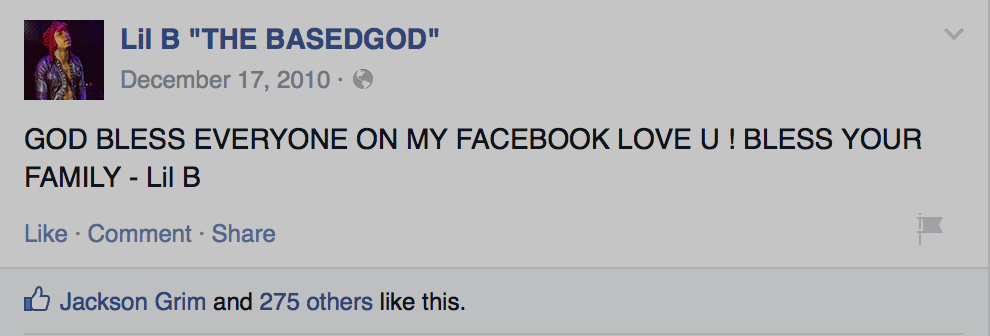 Lil B "THE BASEDGOD"
December 17, 2010 ·
GOD BLESS EVERYONE ON MY FACEBOOK LOVE U ! BLESS YOUR
FAMILY - Lil B
Like · Comment · Share
Jackson Grim and 275 others like this.